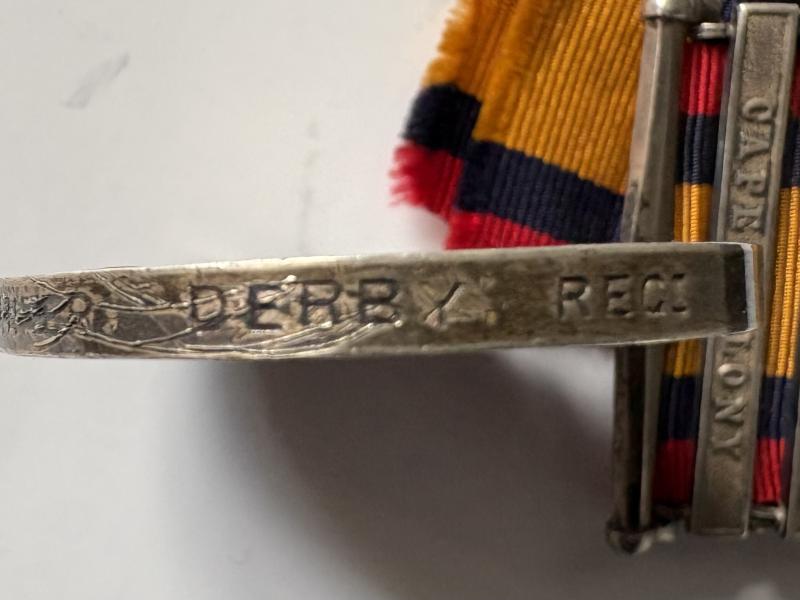 DERBY. REGT
CAPE COLONY